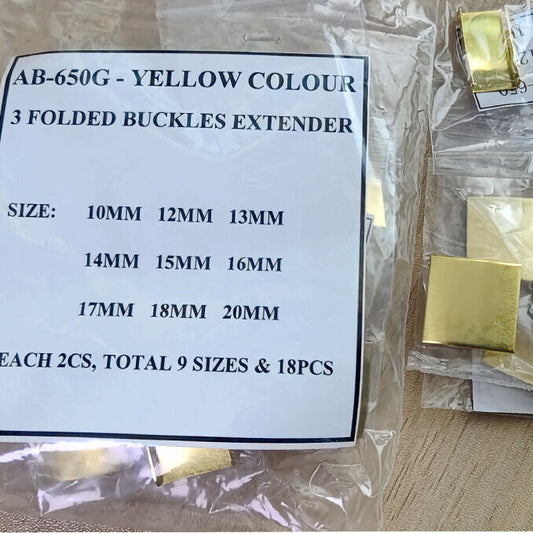 AB-650G - YELLOW COLOUR
3 FOLDED BUCKLES EXTENDER
SIZE: 10MM 12MM 13MM
14MM 15MM 16MM
17MM 18MM 20MM
EACH 2CS, TOTAL 9 SIZES & 18PCS